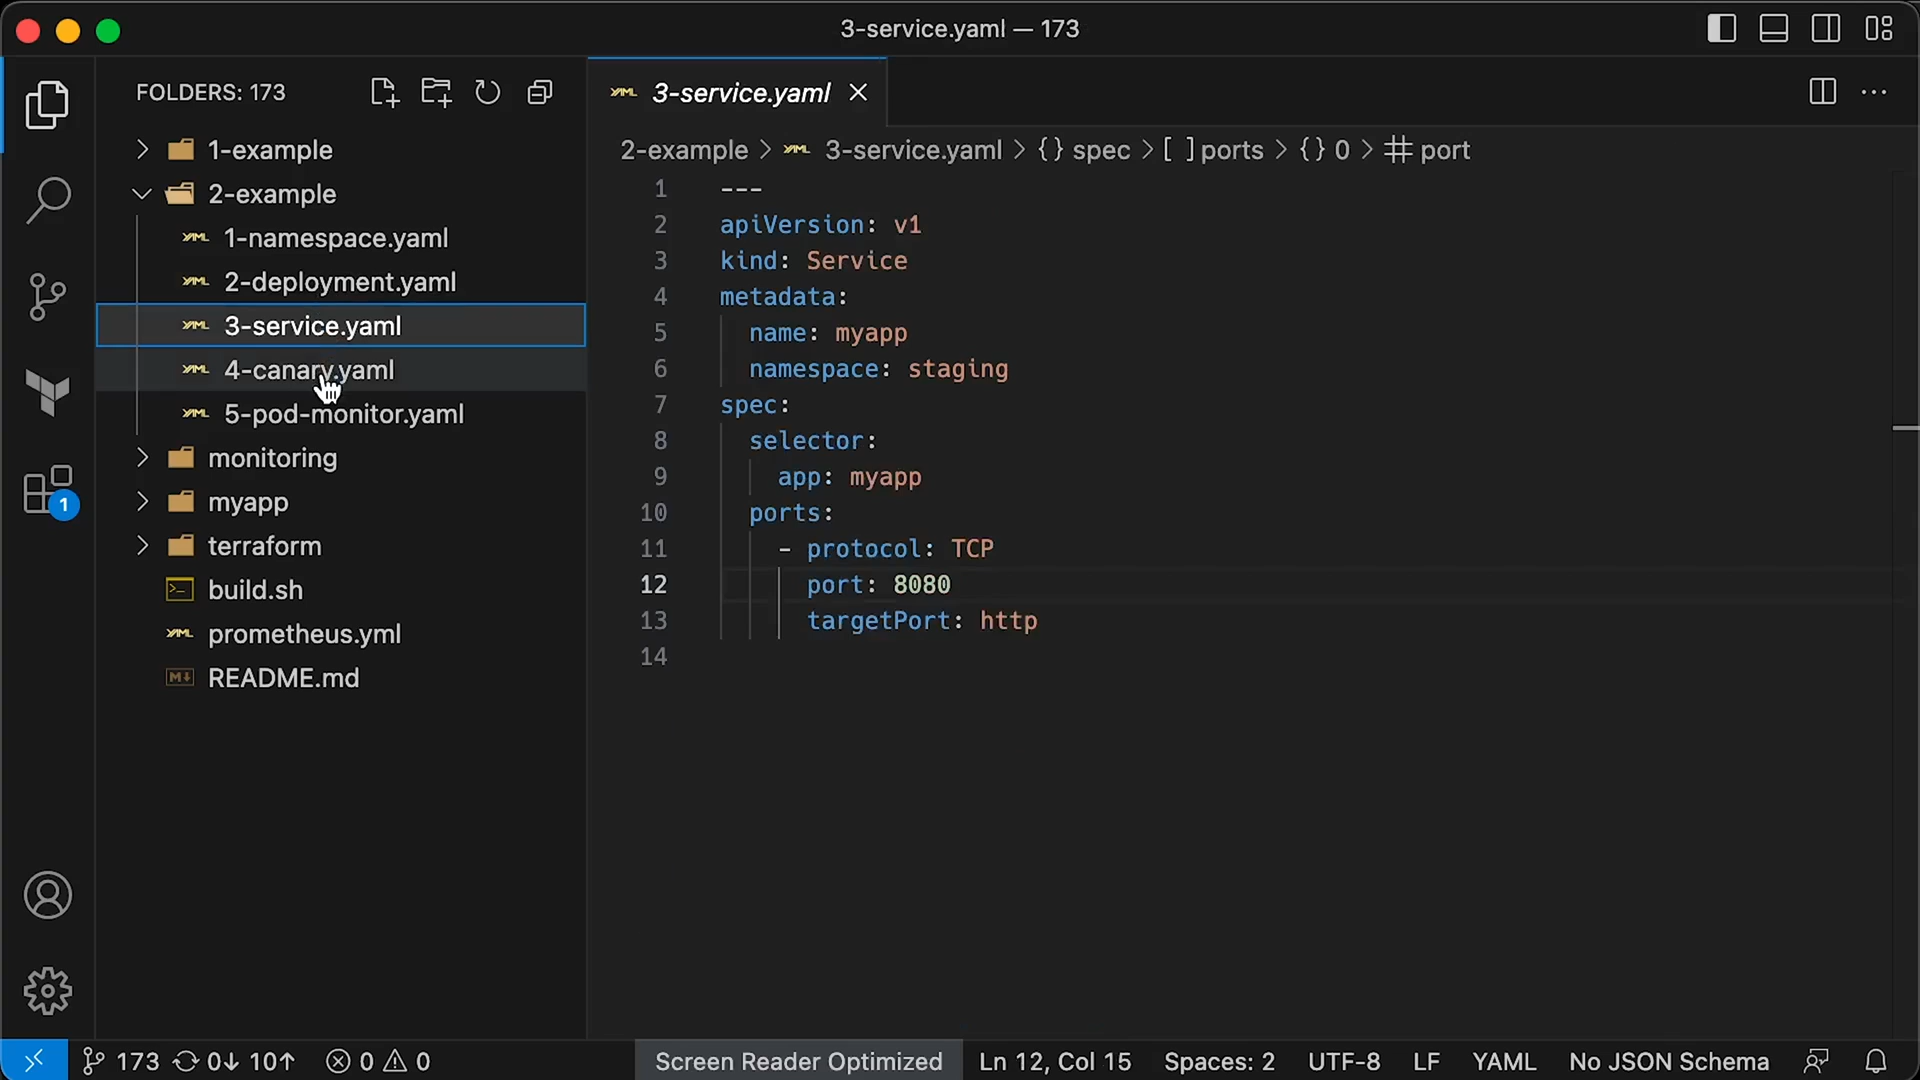 3-service.yaml — 173
FOLDERS: 173
1-example
2-example
1-namespace.yaml
2-deployment.yaml
3-service.yaml
4-canary.yaml
5-pod-monitor.yaml
monitoring
myapp
terraform
build.sh
prometheus.yml
README.md
1
3-service.yaml
2-example > 3-service.yaml > {} spec > [ ] ports > {} 0 > # port
1 ---
2 apiVersion: v1
3 kind: Service
4 metadata:
5 name: myapp
6 namespace: staging
7 spec:
8 selector:
9 app: myapp
10 ports:
11 - protocol: TCP
12 port: 8080
13 targetPort: http
14
173 0↓ 10↑ 0 0 Screen Reader Optimized Ln 12, Col 15 Spaces: 2 UTF-8 LF YAML No JSON Schema